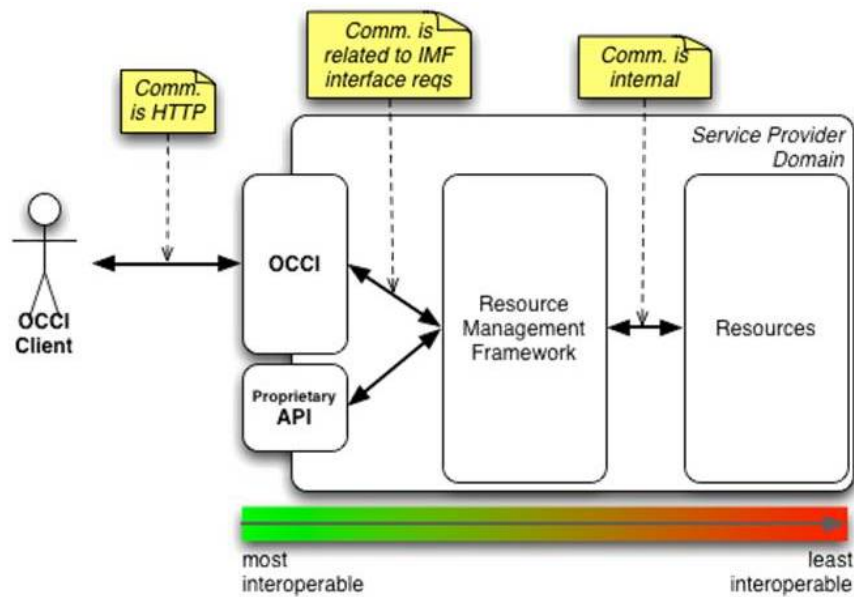 Comm.
is HTTP
Comm. is
related to IMF
interface reqs
Comm. is
internal
Service Provider
Domain
OCCI
Client
OCCI
Proprietary
API
Resource
Management
Framework
Resources
most
interoperable
least
interoperable